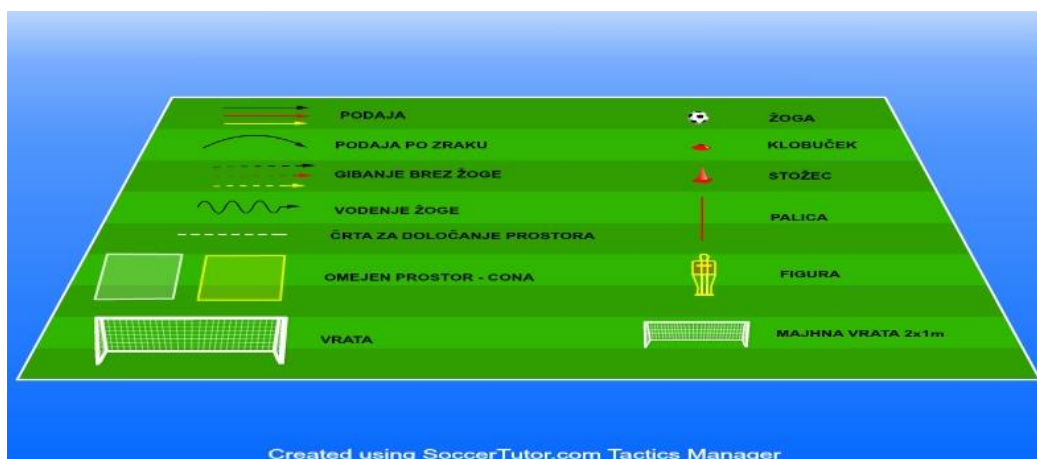 PODAJA
PODAJA PO ZRAKU
GIBANJE BREZ ŽOGE
VODENJE ŽOGE
ČRTA ZA DOLOČANJE PROSTORA
OMEJEN PROSTOR - CONA
VRATA
ŽOGA
KLOBUČEK
STOŽEC
PALICA
FIGURA
MAJHNA VRATA 2x1m
Created using SoccerTutor.com Tactics Manager